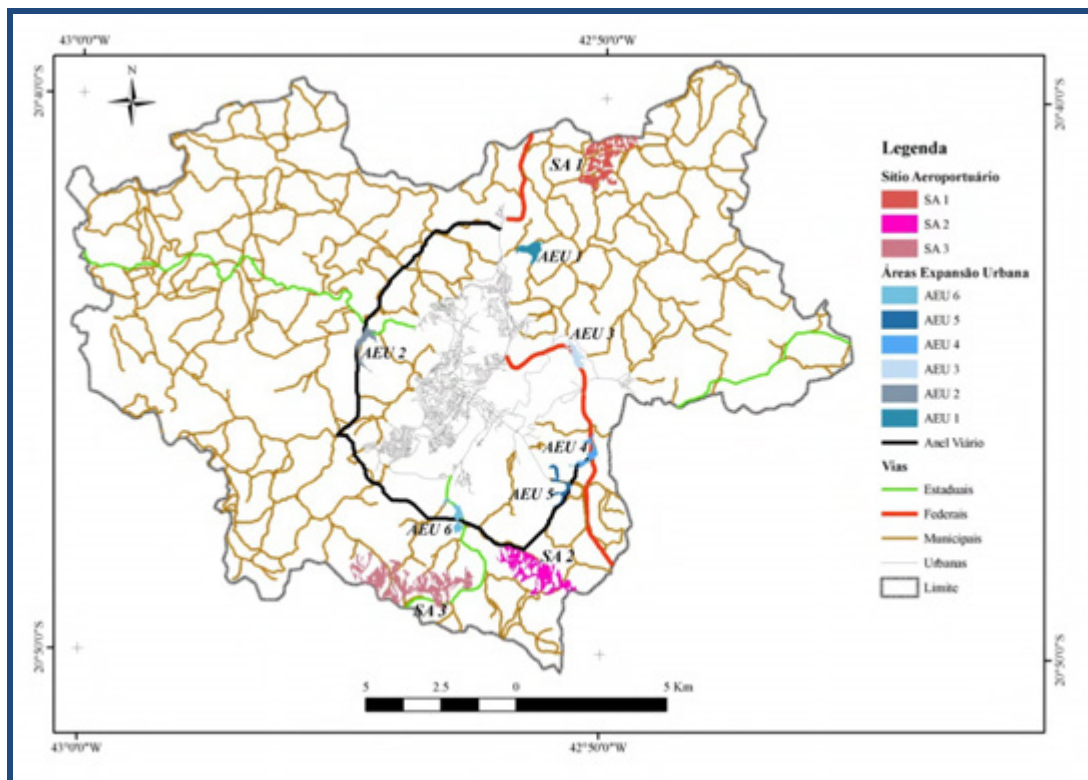 43°0'0"W
42°50'0"W
20°40'0"S
20°40'0"S
N
SA 1
AEU 1
AEU 2
AEU 3
AEU 4
AEU 5
AEU 6
SA 2
SA 3
Legenda
Sítio Aeroportuário
SA 1
SA 2
SA 3
Áreas Expansão Urbana
AEU 6
AEU 5
AEU 4
AEU 3
AEU 2
AEU 1
Anel Viário
Vias
Estaduais
Federais
Municipais
Urbanas
Limite
20°50'0"S
20°50'0"S
5 2.5 0 5 Km
43°0'0"W
42°50'0"W